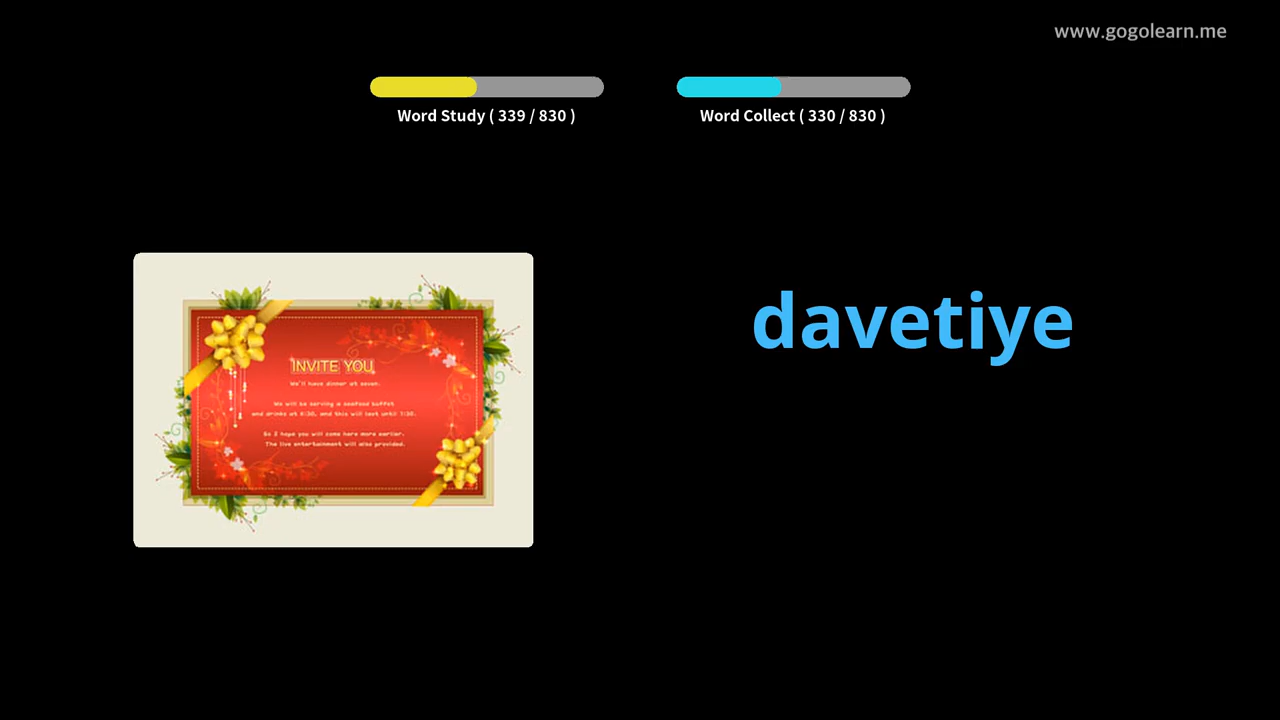 www.gogolearn.me
Word Study ( 339 / 830 )
Word Collect ( 330 / 830 )
davetiye
INVITE YOU
We'll have dinner at seven.
We will be serving a seafood buffet
and drinks at 6:30, and this will last until 7:30.
So I hope you will come here more earlier.
The live entertainment will also be provided.